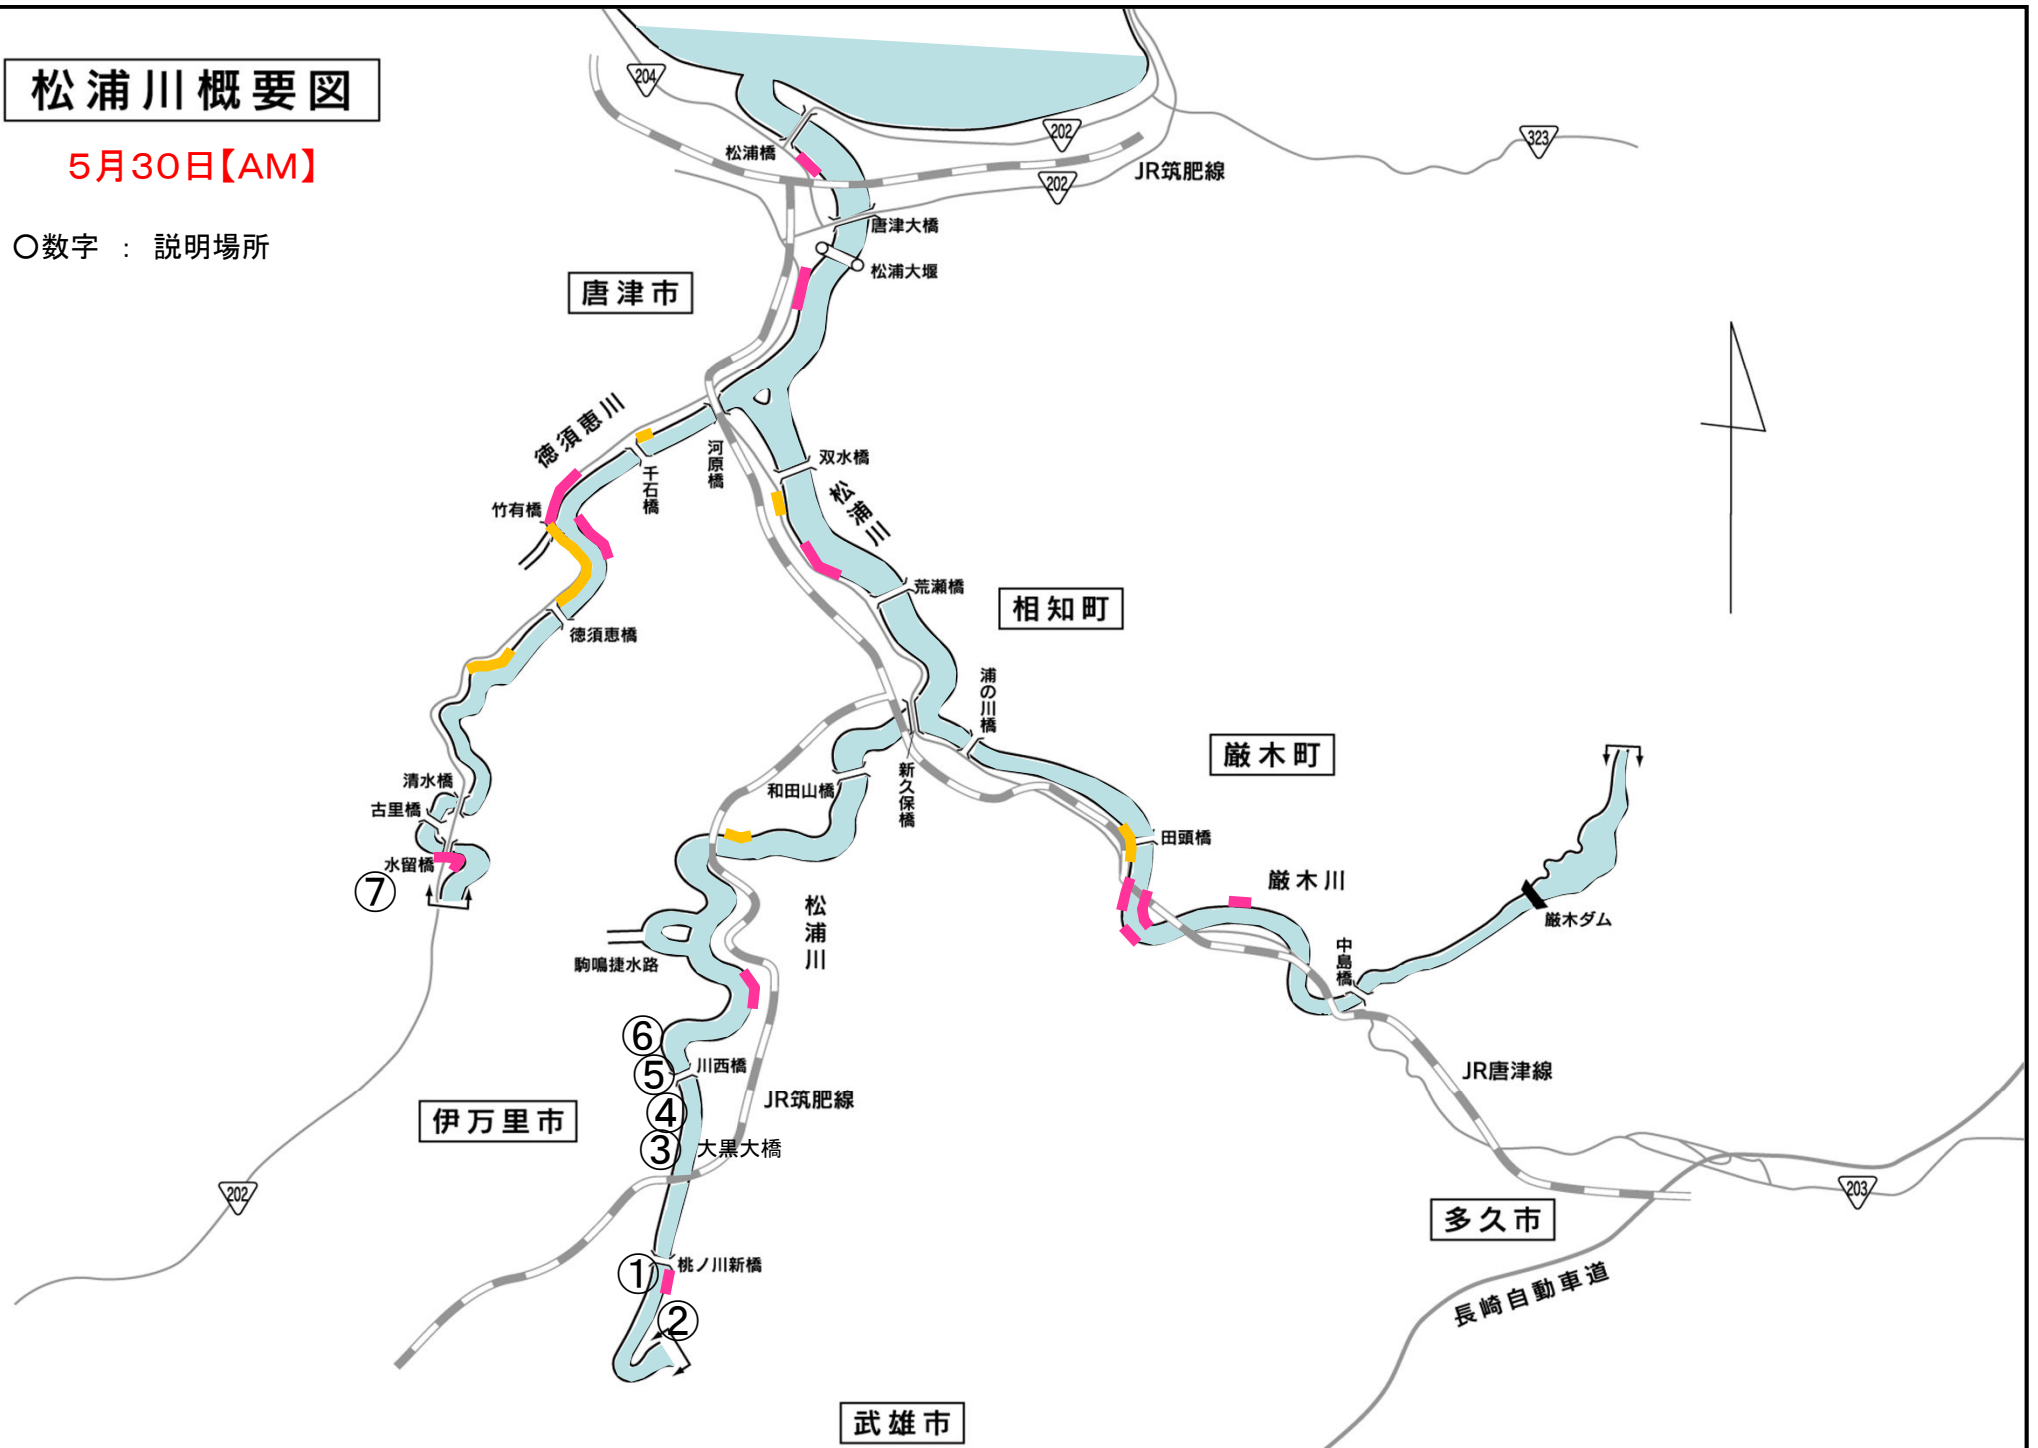 松浦川概要図
5月30日【AM】
○数字 : 説明場所
204
松浦橋
202
323
JR筑肥線
202
唐津大橋
松浦大堰
唐津市
徳須恵川
河原橋
千石橋
双水橋
竹有橋
松浦川
荒瀬橋
相知町
徳須恵橋
浦の川橋
厳木町
新久保橋
清水橋
和田山橋
古里橋
田頭橋
水留橋
⑦
厳木川
松浦川
厳木ダム
中島橋
駒鳴捷水路
⑥
⑤
川西橋
JR唐津線
④
JR筑肥線
伊万里市
③
大黒大橋
202
203
多久市
①
桃ノ川新橋
長崎自動車道
②
武雄市